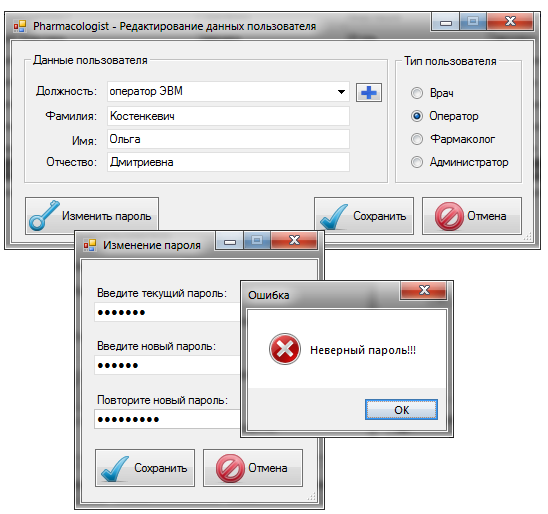 Pharmacologist - Редактирование данных пользователя
Данные пользователя
Должность: оператор ЭВМ
Фамилия: Костенкевич
Имя: Ольга
Отчество: Дмитриевна
Тип пользователя
Врач
Оператор
Фармаколог
Администратор
Изменить пароль
Сохранить
Отмена
Изменение пароля
Введите текущий пароль:
•••••••
Введите новый пароль:
••••••
Повторите новый пароль:
•••••••••
Сохранить
Отмена
Ошибка
Неверный пароль!!!
OK